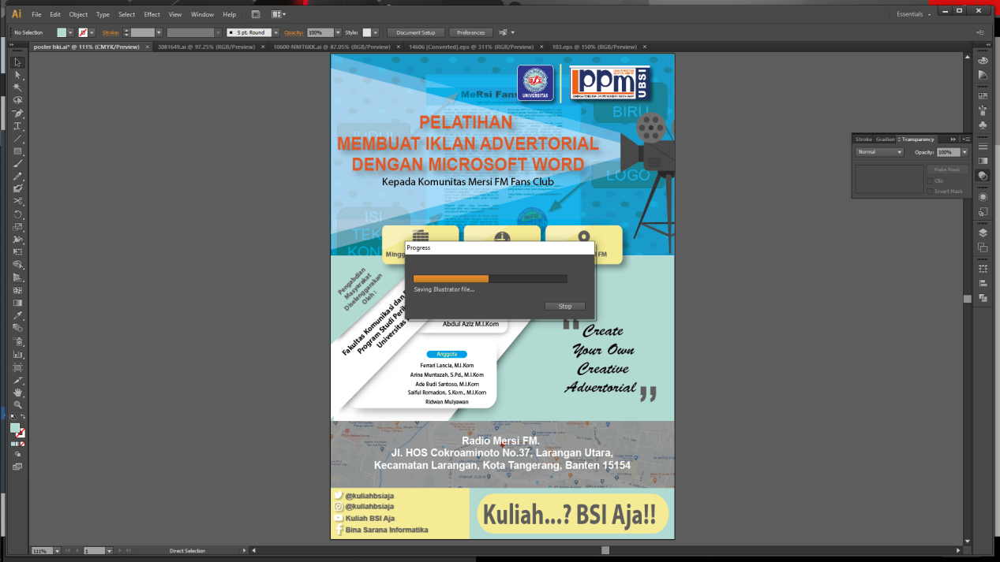 Ai File Edit Object Type Select Effect View Window Help Br Essentials
No Selection Stroke: 5 pt. Round Opacity: 100% Style: Document Setup Preferences
poster hki.ai* @ 111% (CMYK/Preview) × 3081649.ai @ 97.25% (RGB/Preview) × 10600-NMT6KK.ai @ 87.05% (RGB/Preview) × 14606 [Converted].eps @ 311% (RGB/Preview) × 103.eps @ 150% (RGB/Preview) ×
UNIVERSITAS
lppm
UBSI
MeRsi Fans
BIRU
PELATIHAN
MEMBUAT IKLAN ADVERTORIAL
DENGAN MICROSOFT WORD
Kepada Komunitas Mersi FM Fans Club
LOGO
ISI
TEK
KON
Mingg
FM
Stroke Gradien Transparency
Normal Opacity: 100%
Make Mask
Clip
Invert Mask
Progress
Saving Illustrator file...
Stop
Pengabdian
Masyarakat
Diselenggarakan
Oleh :
Fakultas Komunikasi dan
Program Studi Peri
Universitas
Abdul Aziz M.I.Kom
Anggota
Ferrari Lancia, M.I.Kom
Arina Muntazah, S.Pd., M.I.Kom
Ade Budi Santoso, M.I.Kom
Saiful Romadon, S.Kom., M.I.Kom
Ridwan Mulyawan
"Create
Your Own
Creative
Advertorial"
Radio Mersi FM.
Jl. HOS Cokroaminoto No.37, Larangan Utara,
Kecamatan Larangan, Kota Tangerang, Banten 15154
@kuliahbsiaja
@kuliahbsiaja
Kuliah BSI Aja
Bina Sarana Informatika
Kuliah...? BSI Aja!!
111% 1 Direct Selection